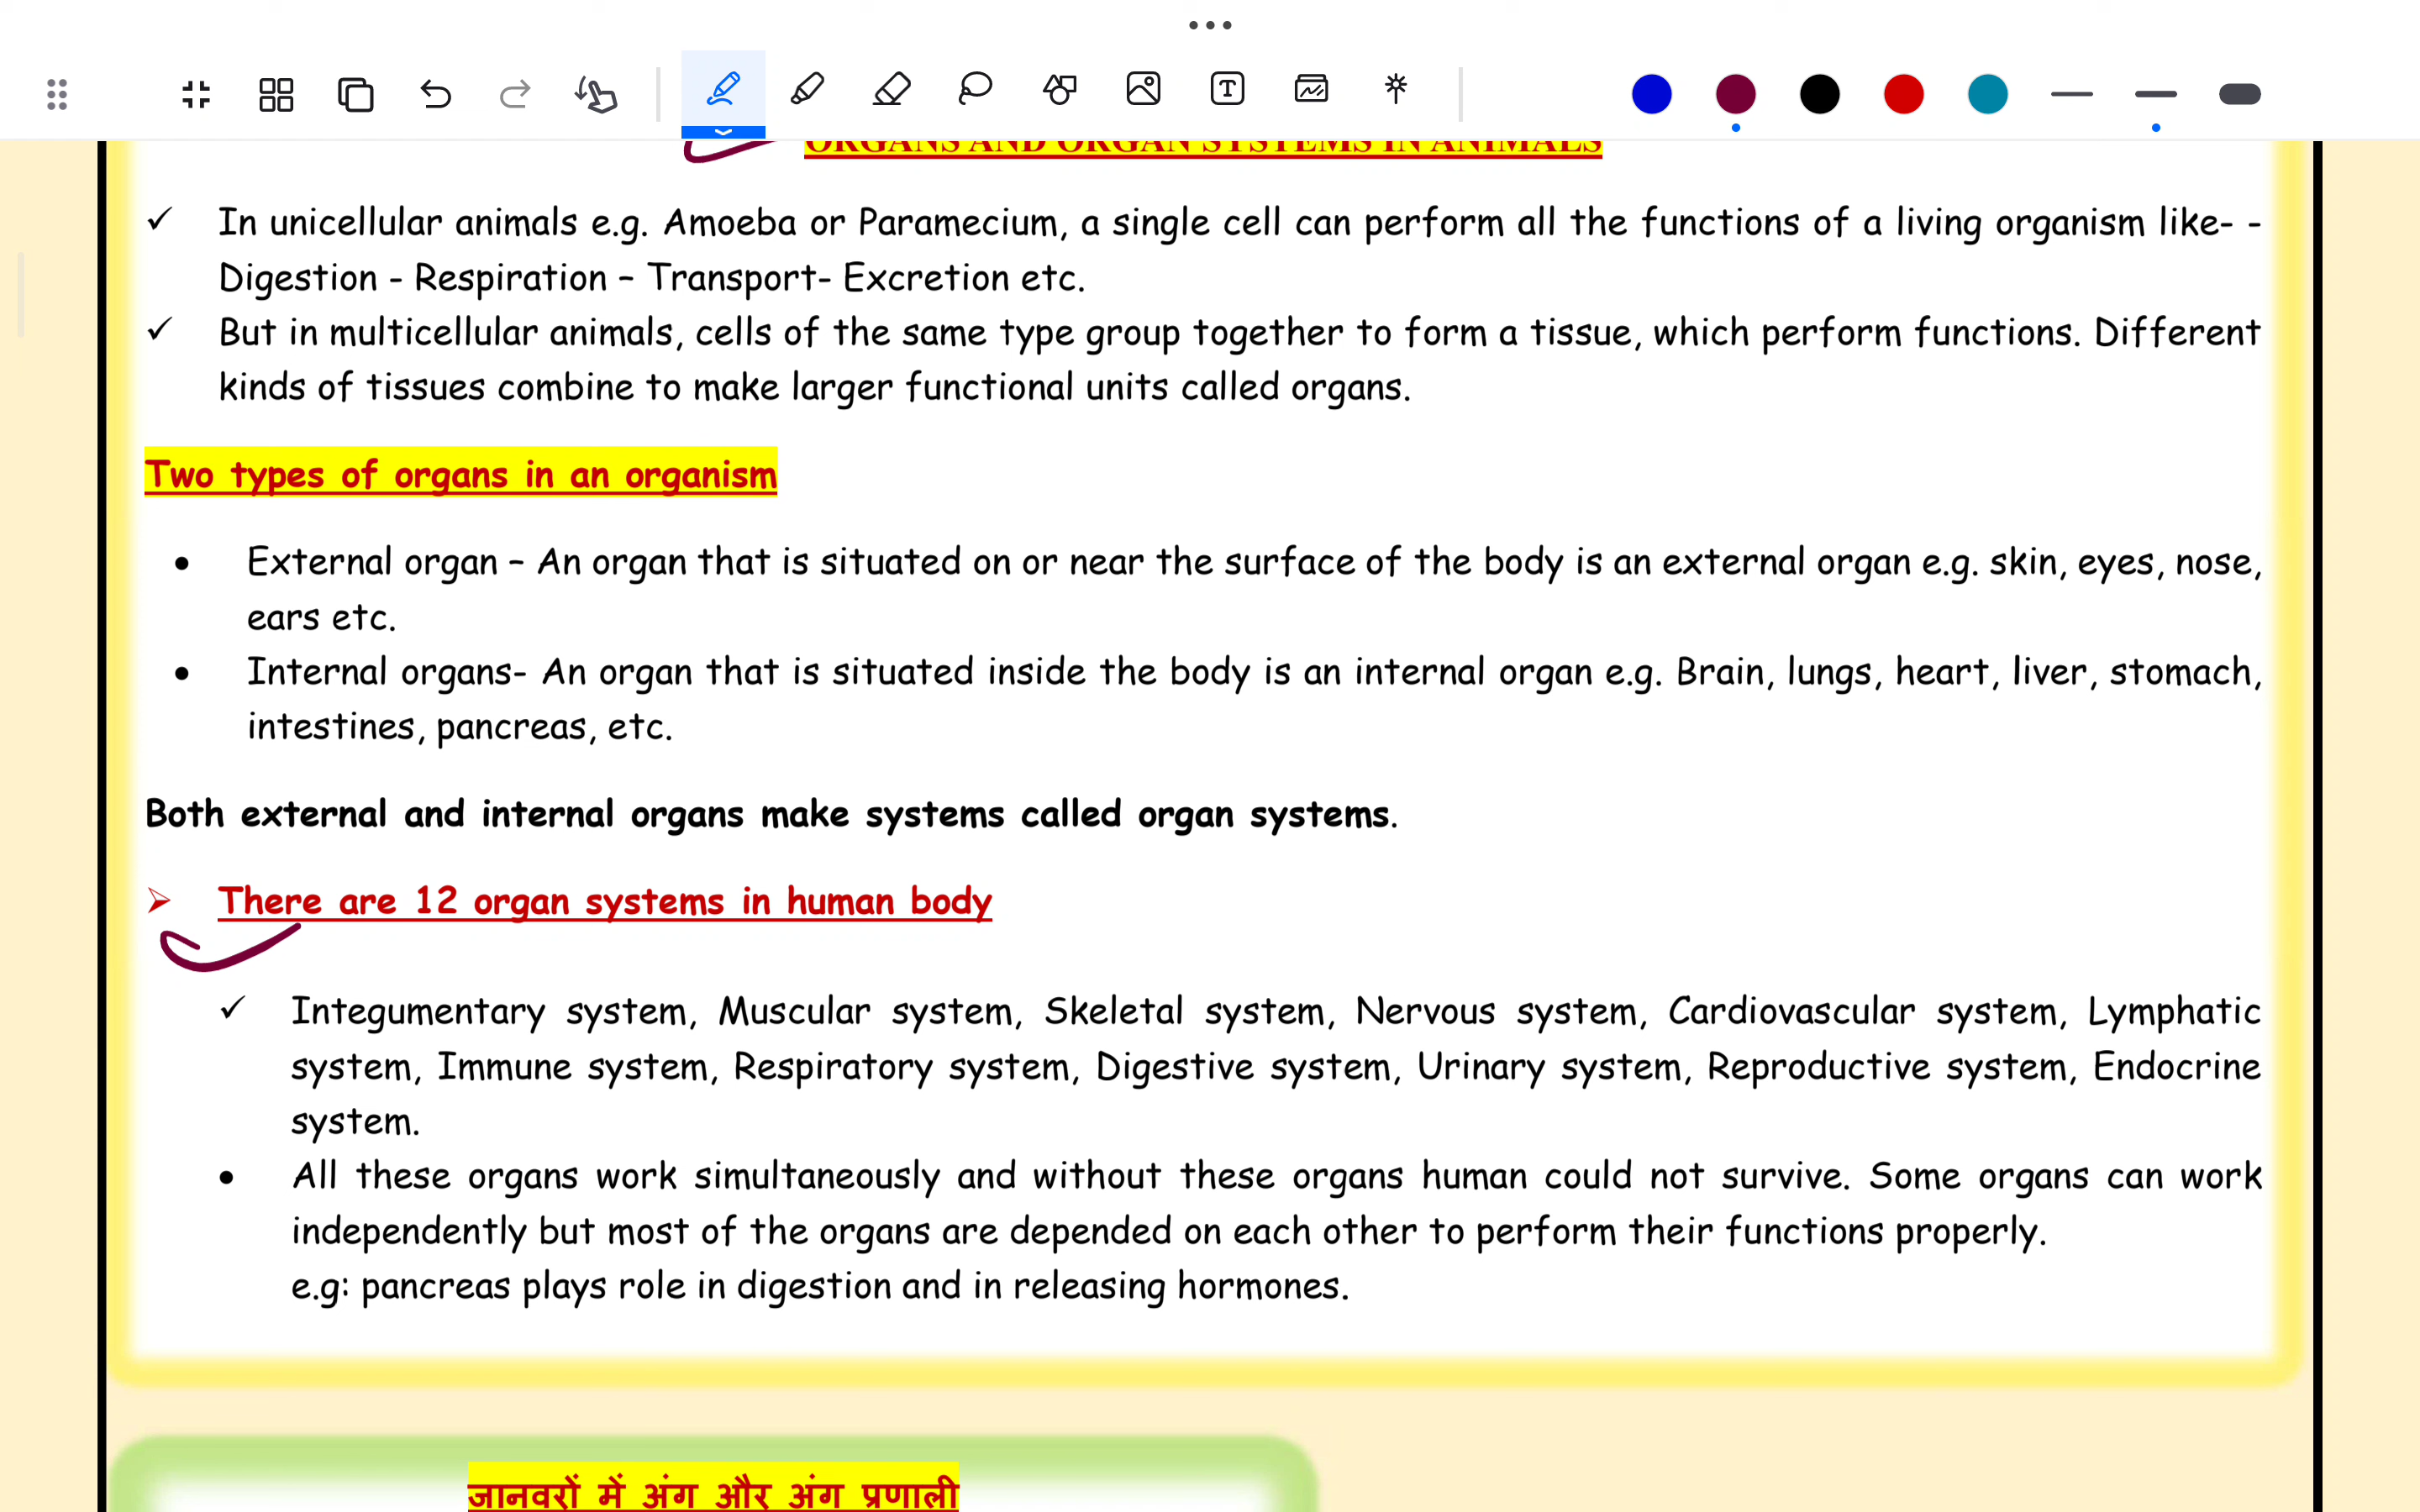 ORGANS AND ORGAN SYSTEMS IN ANIMALS
✓ In unicellular animals e.g. Amoeba or Paramecium, a single cell can perform all the functions of a living organism like- -
Digestion - Respiration – Transport- Excretion etc.
✓ But in multicellular animals, cells of the same type group together to form a tissue, which perform functions. Different
kinds of tissues combine to make larger functional units called organs.
Two types of organs in an organism
• External organ – An organ that is situated on or near the surface of the body is an external organ e.g. skin, eyes, nose,
ears etc.
• Internal organs- An organ that is situated inside the body is an internal organ e.g. Brain, lungs, heart, liver, stomach,
intestines, pancreas, etc.
Both external and internal organs make systems called organ systems.
➢ There are 12 organ systems in human body
✓ Integumentary system, Muscular system, Skeletal system, Nervous system, Cardiovascular system, Lymphatic
system, Immune system, Respiratory system, Digestive system, Urinary system, Reproductive system, Endocrine
system.
• All these organs work simultaneously and without these organs human could not survive. Some organs can work
independently but most of the organs are depended on each other to perform their functions properly.
e.g: pancreas plays role in digestion and in releasing hormones.
जानवरों में अंग और अंग प्रणाली